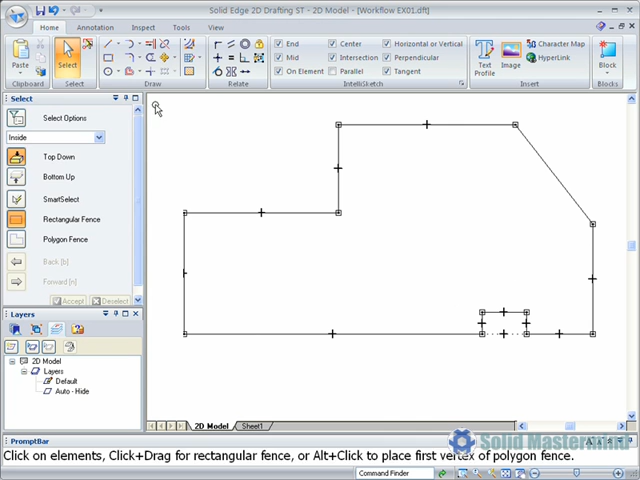 Solid Edge 2D Drafting ST - 2D Model - [Workflow EX01.dft]
Home Annotation Inspect Tools View
Paste
Clipboard
Select
Select
Draw
Relate
End Center Horizontal or Vertical
Mid Intersection Perpendicular
On Element Parallel Tangent
IntelliSketch
Text Profile
Image
Character Map
HyperLink
Insert
Block
Block
Select
Select Options
Inside
Top Down
Bottom Up
SmartSelect
Rectangular Fence
Polygon Fence
Back [b]
Forward [n]
Accept Deselect
Layers
2D Model
Layers
Default
Auto - Hide
2D Model Sheet1
PromptBar
Solid Mastermind
Click on elements, Click+Drag for rectangular fence, or Alt+Click to place first vertex of polygon fence.
Command Finder